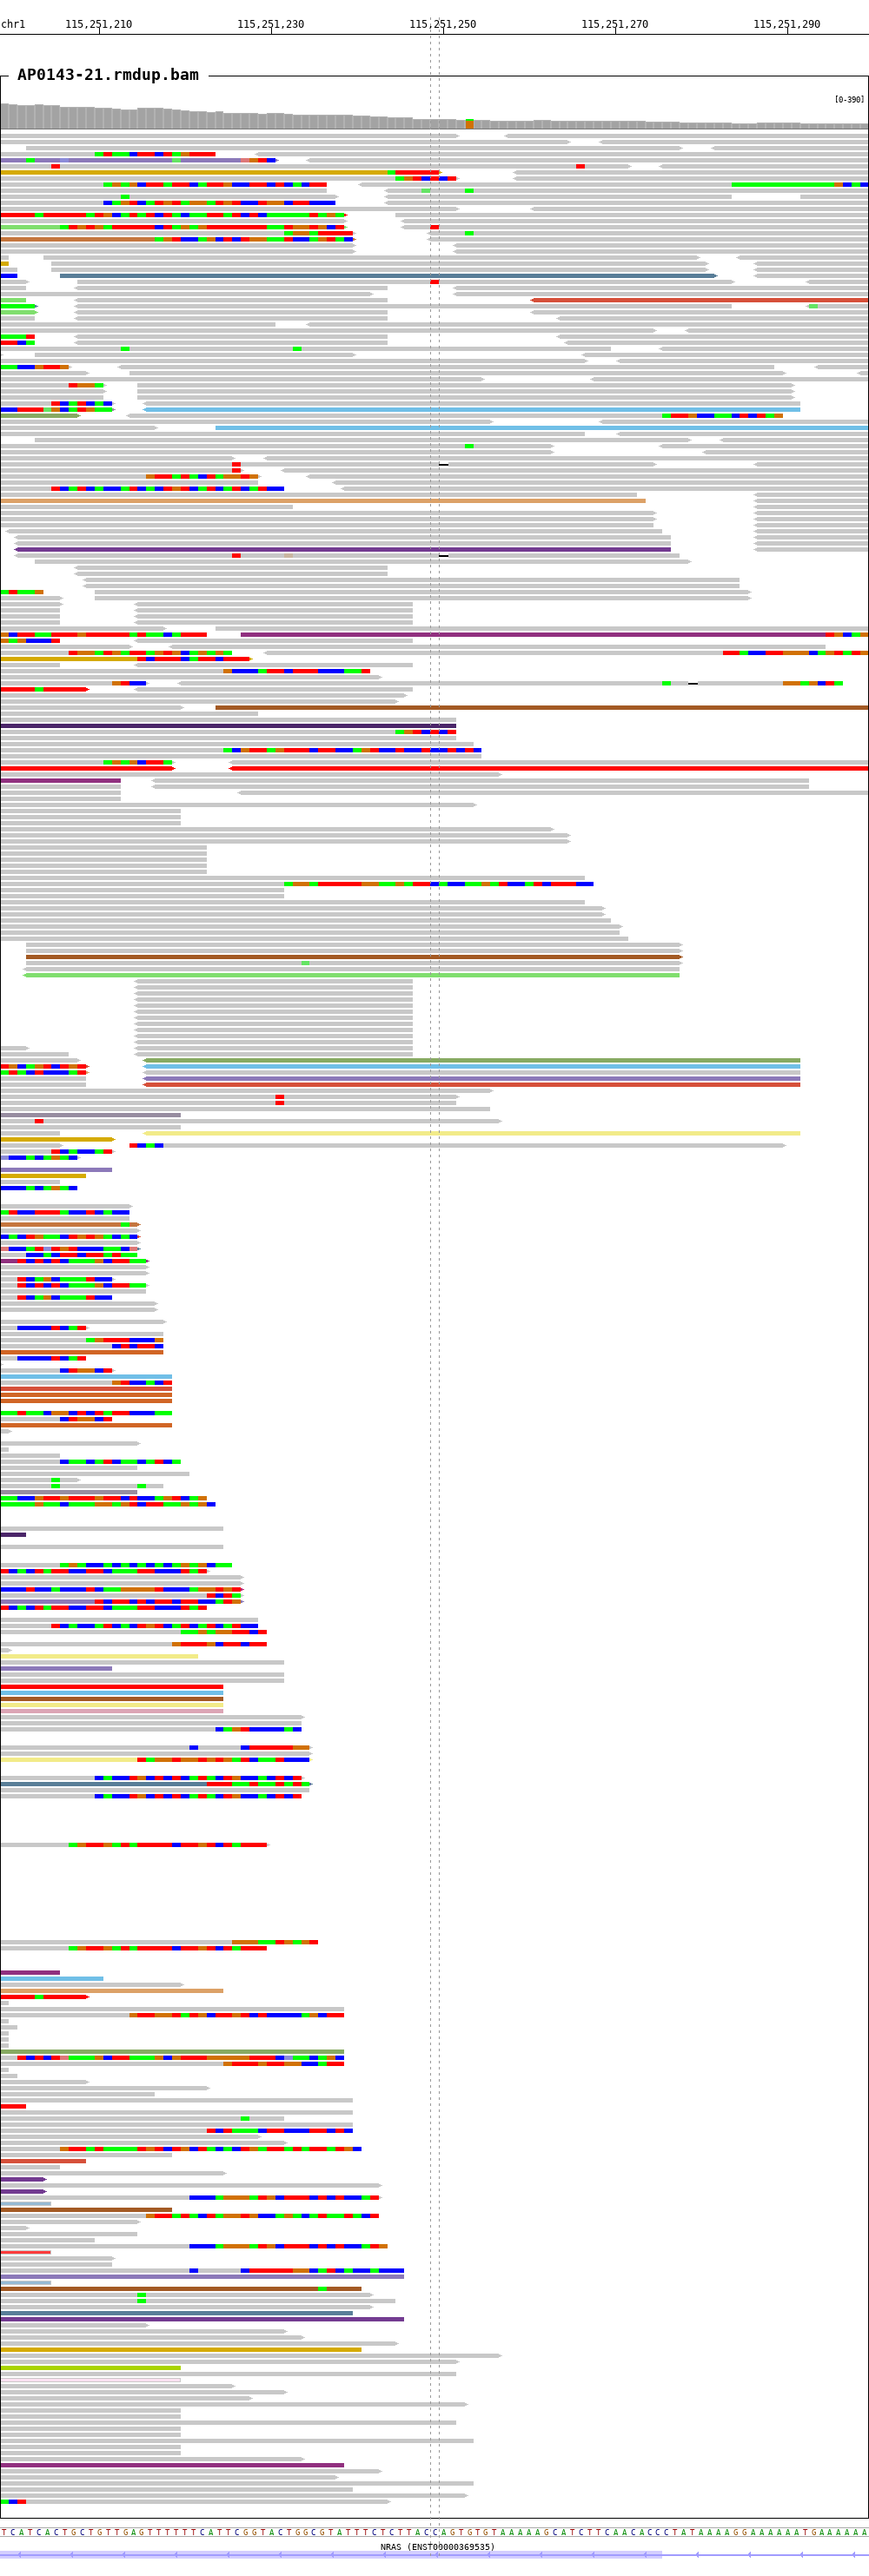 chr1 115,251,210 115,251,230 115,251,250 115,251,270 115,251,290
AP0143-21.rmdup.bam
[0-390]
TCATCACTGCTGTTGAGTTTTTTCATTCGGTACTGGCGTATTTCTCTTACCAGTGTGTAAAAAGCATCTTCAACACCCTATAAAAGGAAAAAATGAAAAAA
NRAS (ENST00000369535)